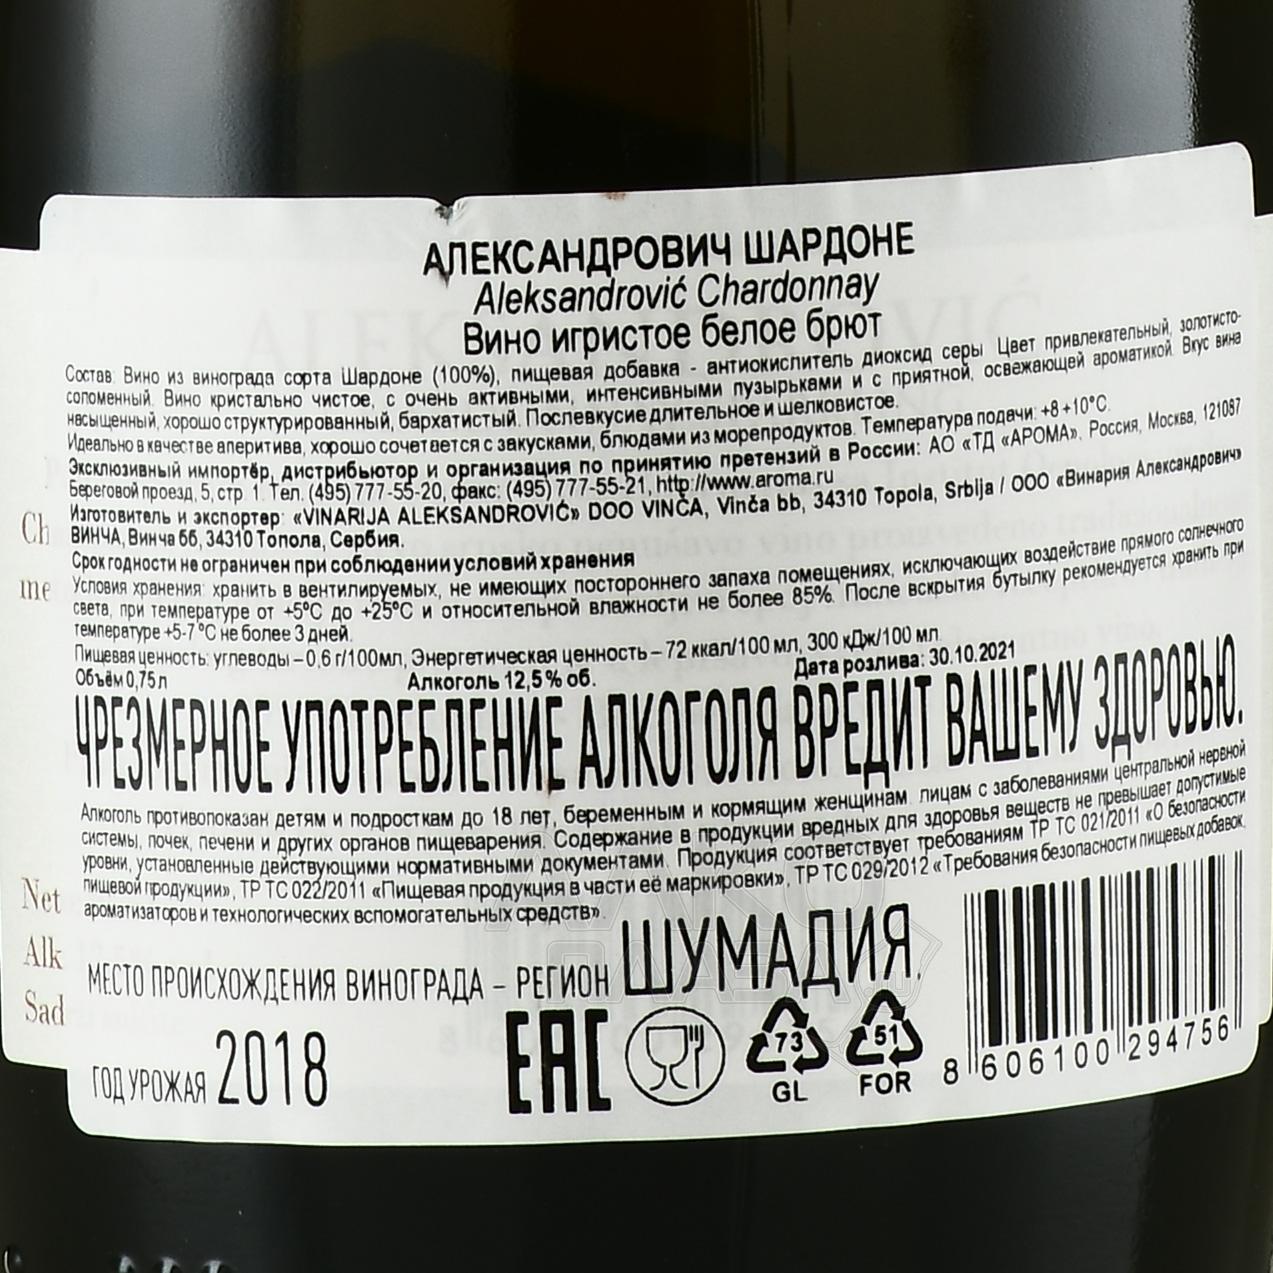 АЛЕКСАНДРОВИЧ ШАРДОНЕ
Aleksandrović Chardonnay
Вино игристое белое брют
Состав: Вино из винограда сорта Шардоне (100%), пищевая добавка - антиокислитель диоксид серы. Цвет привлекательный, золотисто-
соломенный. Вино кристально чистое, с очень активными, интенсивными пузырьками и с приятной, освежающей ароматикой. Вкус вина
насыщенный, хорошо структурированный, бархатистый. Послевкусие длительное и шелковистое.
Идеально в качестве аперитива, хорошо сочетается с закусками, блюдами из морепродуктов. Температура подачи: +8 +10°С.
Эксклюзивный импортёр, дистрибьютор и организация по принятию претензий в России: АО «ТД «АРОМА», Россия, Москва, 121087
Береговой проезд, 5, стр. 1. Тел. (495) 777-55-20, факс: (495) 777-55-21, http://www.aroma.ru
Изготовитель и экспортер: «VINARIJA ALEKSANDROVIĆ» DOO VINČA, Vinča bb, 34310 Topola, Srbija / ООО «Винария Александрович»
ВИНЧА, Винча бб, 34310 Топола, Сербия.
Срок годности не ограничен при соблюдении условий хранения
Условия хранения: хранить в вентилируемых, не имеющих постороннего запаха помещениях, исключающих воздействие прямого солнечного
света, при температуре от +5°С до +25°С и относительной влажности не более 85%. После вскрытия бутылку рекомендуется хранить при
температуре +5-7 °С не более 3 дней.
Пищевая ценность: углеводы – 0,6 г/100мл, Энергетическая ценность – 72 ккал/100 мл, 300 кДж/100 мл.
Объём 0,75 л Алкоголь 12,5 % об. Дата розлива: 30.10.2021
ЧРЕЗМЕРНОЕ УПОТРЕБЛЕНИЕ АЛКОГОЛЯ ВРЕДИТ ВАШЕМУ ЗДОРОВЬЮ.
Алкоголь противопоказан детям и подросткам до 18 лет, беременным и кормящим женщинам, лицам с заболеваниями центральной нервной
системы, почек, печени и других органов пищеварения. Содержание в продукции вредных для здоровья веществ не превышает допустимые
уровни, установленные действующими нормативными документами. Продукция соответствует требованиям ТР ТС 021/2011 «О безопасности
пищевой продукции», ТР ТС 022/2011 «Пищевая продукция в части её маркировки», ТР ТС 029/2012 «Требования безопасности пищевых добавок,
ароматизаторов и технологических вспомогательных средств».
МЕСТО ПРОИСХОЖДЕНИЯ ВИНОГРАДА – РЕГИОН ШУМАДИЯ.
ГОД УРОЖАЯ 2018
EAC
73
GL
51
FOR
8 606100 294756
Ch
me
Net
Alk
Sad